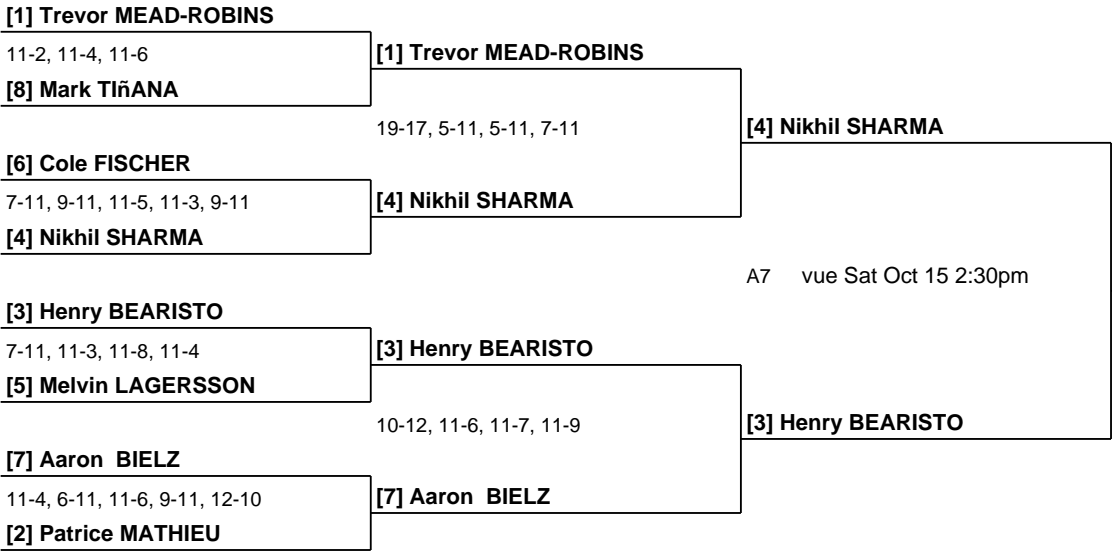 [1] Trevor MEAD-ROBINS
11-2, 11-4, 11-6
[1] Trevor MEAD-ROBINS
[8] Mark TIñANA
19-17, 5-11, 5-11, 7-11
[4] Nikhil SHARMA
[6] Cole FISCHER
7-11, 9-11, 11-5, 11-3, 9-11
[4] Nikhil SHARMA
[4] Nikhil SHARMA
A7 vue Sat Oct 15 2:30pm
[3] Henry BEARISTO
7-11, 11-3, 11-8, 11-4
[3] Henry BEARISTO
[5] Melvin LAGERSSON
10-12, 11-6, 11-7, 11-9
[3] Henry BEARISTO
[7] Aaron  BIELZ
11-4, 6-11, 11-6, 9-11, 12-10
[7] Aaron  BIELZ
[2] Patrice MATHIEU